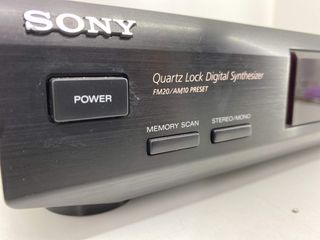 SONY
Quartz Lock Digital Synthesizer
FM20/AM10 PRESET
POWER
MEMORY SCAN
STEREO/MONO